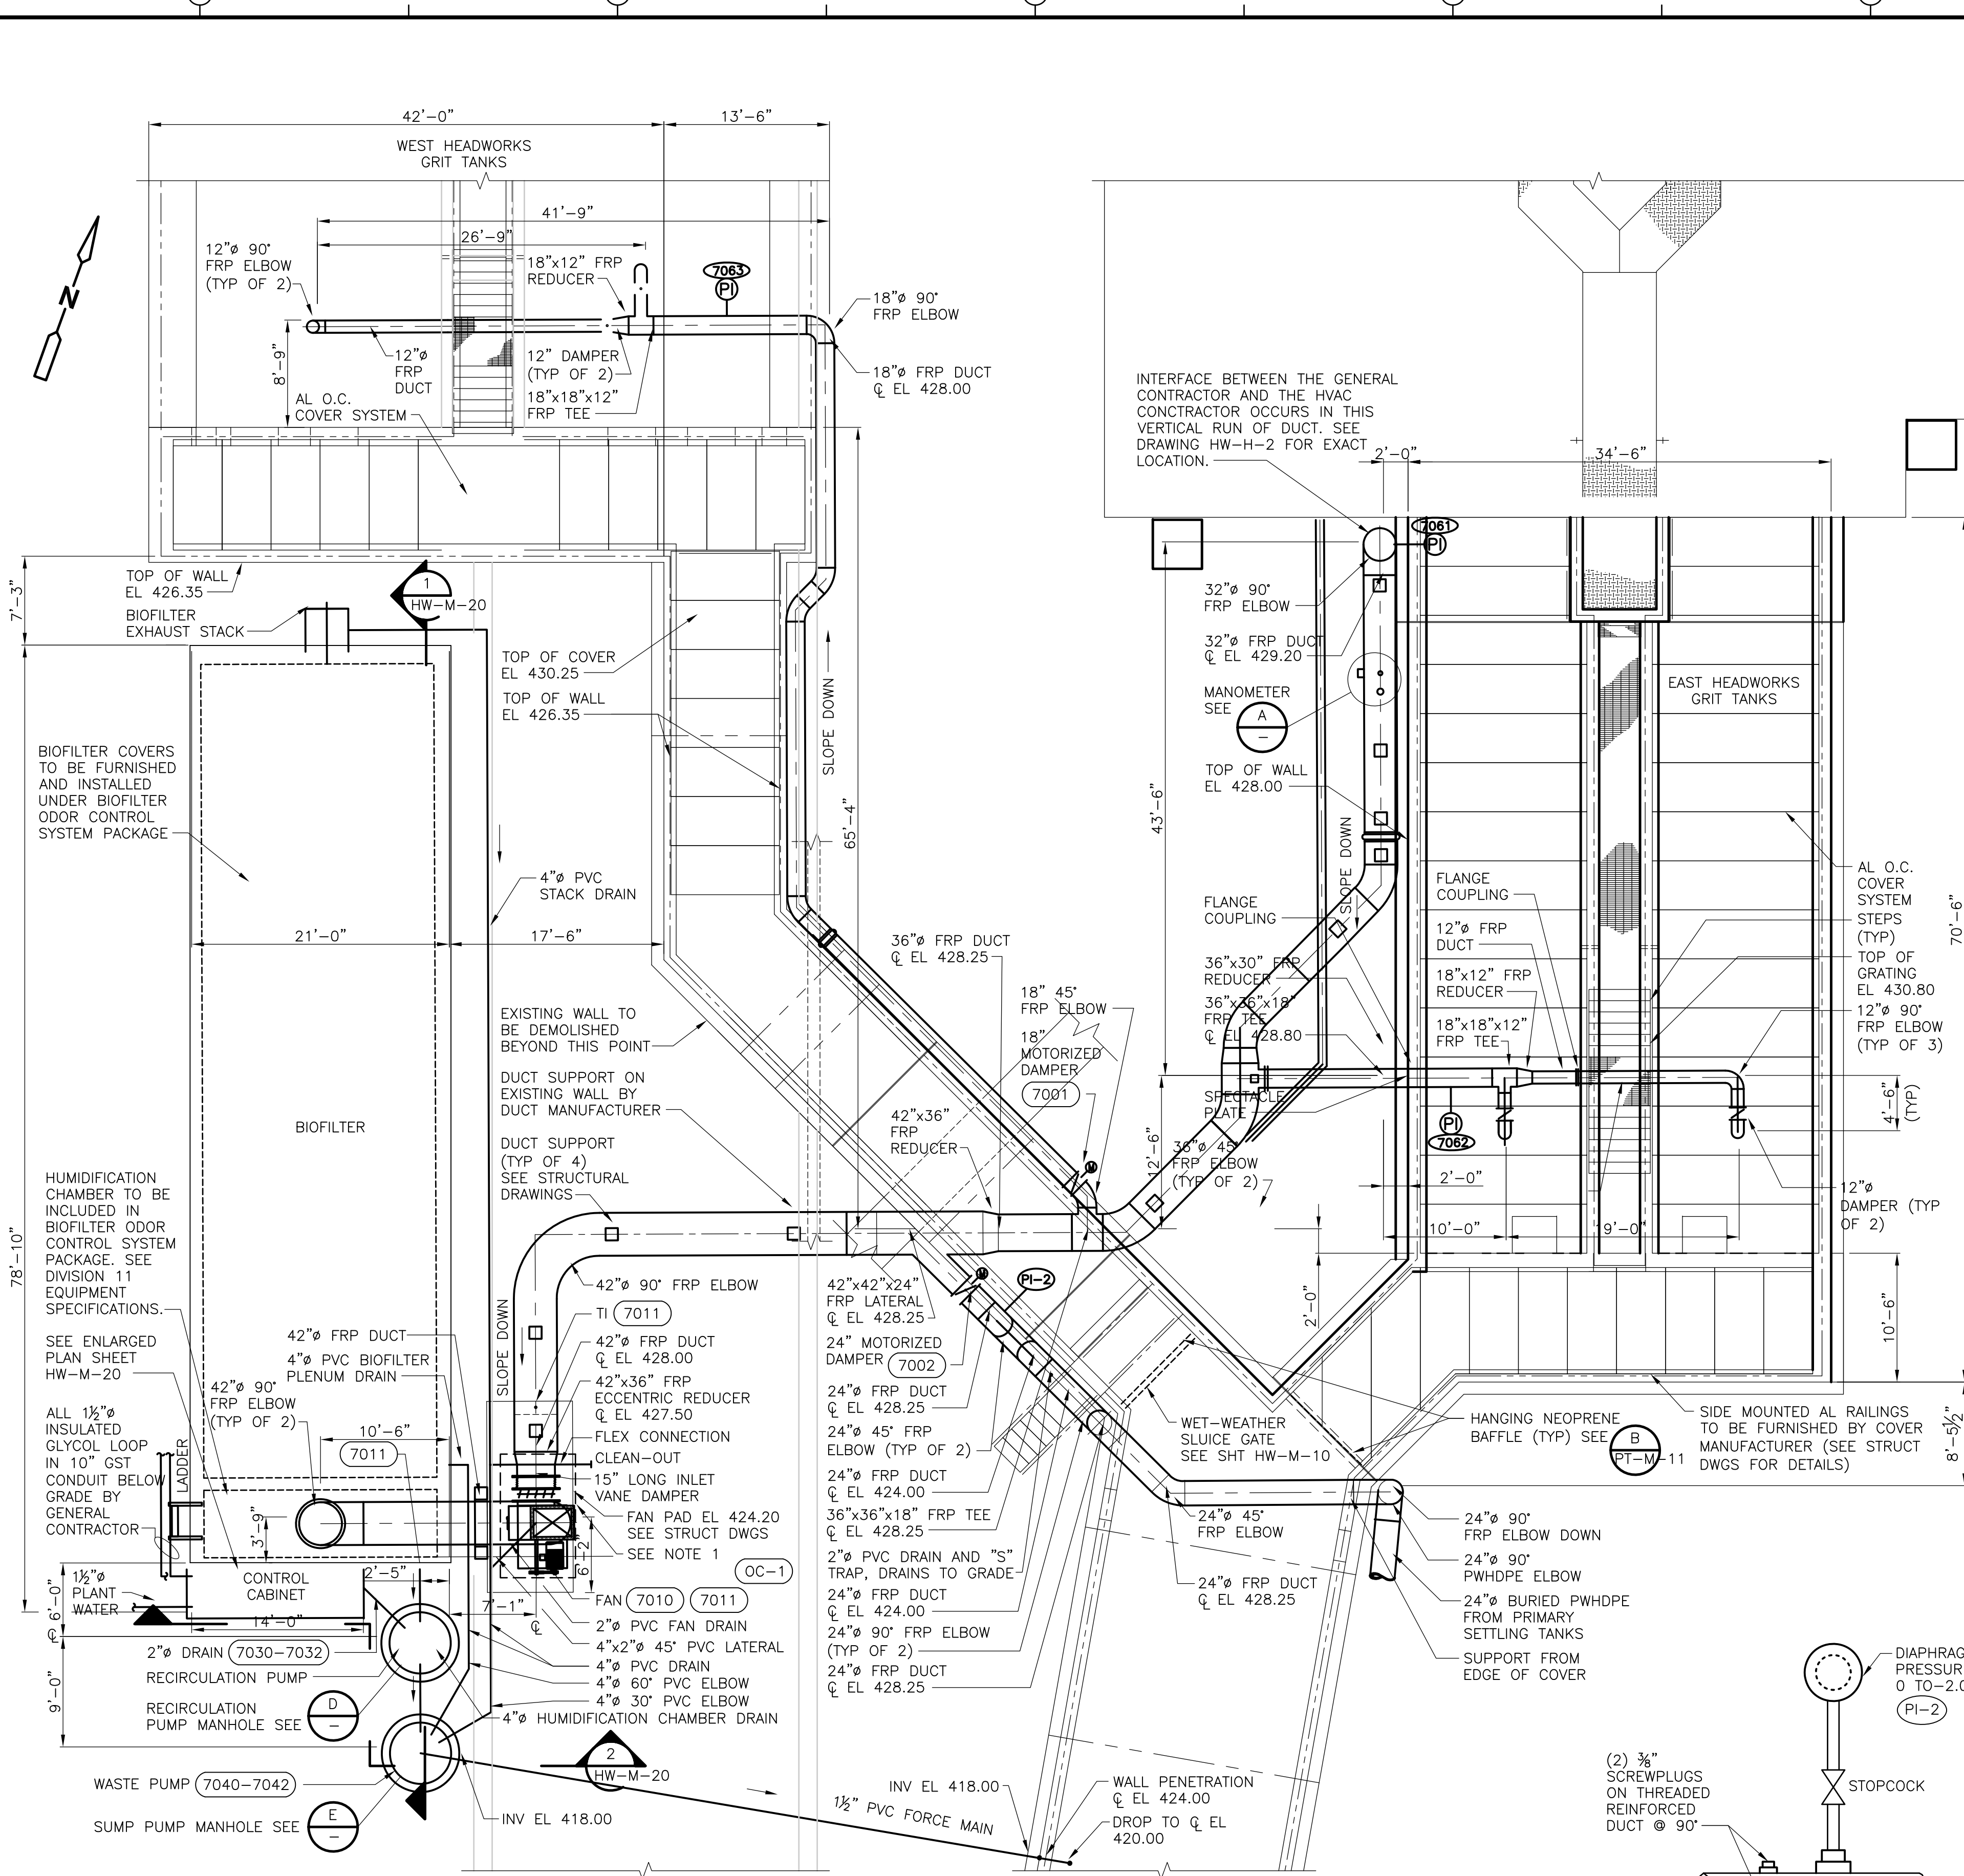 42'-0"
13'-6"
WEST HEADWORKS
GRIT TANKS
41'-9"
26'-9"
12"ø 90°
FRP ELBOW
(TYP OF 2)
18"x12" FRP
REDUCER
7063
PI
18"ø 90°
FRP ELBOW
N
8'-9"
12"ø
FRP
DUCT
12" DAMPER
(TYP OF 2)
18"x18"x12"
FRP TEE
18"ø FRP DUCT
℄ EL 428.00
AL O.C.
COVER SYSTEM
INTERFACE BETWEEN THE GENERAL
CONTRACTOR AND THE HVAC
CONCTRACTOR OCCURS IN THIS
VERTICAL RUN OF DUCT. SEE
DRAWING HW-H-2 FOR EXACT
LOCATION.
2'-0"
34'-6"
7061
PI
7'-3"
TOP OF WALL
EL 426.35
BIOFILTER
EXHAUST STACK
1
HW-M-20
32"ø 90°
FRP ELBOW
32"ø FRP DUCT
℄ EL 429.20
TOP OF COVER
EL 430.25
TOP OF WALL
EL 426.35
SLOPE DOWN
MANOMETER
SEE
A
–
EAST HEADWORKS
GRIT TANKS
BIOFILTER COVERS
TO BE FURNISHED
AND INSTALLED
UNDER BIOFILTER
ODOR CONTROL
SYSTEM PACKAGE
65'-4"
43'-6"
TOP OF WALL
EL 428.00
SLOPE DOWN
4"ø PVC
STACK DRAIN
21'-0"
17'-6"
FLANGE
COUPLING
FLANGE
COUPLING
12"ø FRP
DUCT
18"x12" FRP
REDUCER
18"x18"x12"
FRP TEE
AL O.C.
COVER
SYSTEM
STEPS
(TYP)
TOP OF
GRATING
EL 430.80
12"ø 90°
FRP ELBOW
(TYP OF 3)
70'-6"
36"ø FRP DUCT
℄ EL 428.25
36"x30" FRP
REDUCER
36"x36"x18"
FRP TEE
℄ EL 428.80
18" 45°
FRP ELBOW
18"
MOTORIZED
DAMPER
7001
EXISTING WALL TO
BE DEMOLISHED
BEYOND THIS POINT
DUCT SUPPORT ON
EXISTING WALL BY
DUCT MANUFACTURER
DUCT SUPPORT
(TYP OF 4)
SEE STRUCTURAL
DRAWINGS
42"x36"
FRP
REDUCER
M
SPECTACLE
PLATE
PI
7062
4'-6"
(TYP)
12'-6"
36"ø 45°
FRP ELBOW
(TYP OF 2)
2'-0"
10'-0"
19'-0"
12"ø
DAMPER (TYP
OF 2)
BIOFILTER
HUMIDIFICATION
CHAMBER TO BE
INCLUDED IN
BIOFILTER ODOR
CONTROL SYSTEM
PACKAGE. SEE
DIVISION 11
EQUIPMENT
SPECIFICATIONS.
78'-10"
42"ø 90° FRP ELBOW
TI 7011
42"ø FRP DUCT
℄ EL 428.00
42"x36" FRP
ECCENTRIC REDUCER
℄ EL 427.50
FLEX CONNECTION
CLEAN-OUT
15" LONG INLET
VANE DAMPER
FAN PAD EL 424.20
SEE STRUCT DWGS
SEE NOTE 1
OC-1
6'-2"
FAN 7010 7011
2"ø PVC FAN DRAIN
4"x2"ø 45° PVC LATERAL
4"ø PVC DRAIN
4"ø 60° PVC ELBOW
4"ø 30° PVC ELBOW
4"ø HUMIDIFICATION CHAMBER DRAIN
M
PI-2
42"x42"x24"
FRP LATERAL
℄ EL 428.25
24" MOTORIZED
DAMPER 7002
24"ø FRP DUCT
℄ EL 428.25
24"ø 45° FRP
ELBOW (TYP OF 2)
24"ø FRP DUCT
℄ EL 424.00
36"x36"x18" FRP TEE
℄ EL 428.25
2"ø PVC DRAIN AND "S"
TRAP, DRAINS TO GRADE
24"ø FRP DUCT
℄ EL 424.00
24"ø 90° FRP ELBOW
(TYP OF 2)
24"ø FRP DUCT
℄ EL 428.25
2'-0"
10'-6"
WET-WEATHER
SLUICE GATE
SEE SHT HW-M-10
HANGING NEOPRENE
BAFFLE (TYP) SEE
B
PT-M-11
SIDE MOUNTED AL RAILINGS
TO BE FURNISHED BY COVER
MANUFACTURER (SEE STRUCT
DWGS FOR DETAILS)
8'-5½"
24"ø 45°
FRP ELBOW
24"ø FRP DUCT
℄ EL 428.25
24"ø 90°
FRP ELBOW DOWN
24"ø 90°
PWHDPE ELBOW
24"ø BURIED PWHDPE
FROM PRIMARY
SETTLING TANKS
SUPPORT FROM
EDGE OF COVER
SEE ENLARGED
PLAN SHEET
HW-M-20
42"ø FRP DUCT
4"ø PVC BIOFILTER
PLENUM DRAIN
SLOPE DOWN
42"ø 90°
FRP ELBOW
(TYP OF 2)
10'-6"
7011
ALL 1½"ø
INSULATED
GLYCOL LOOP
IN 10" GST
CONDUIT BELOW
GRADE BY
GENERAL
CONTRACTOR
LADDER
3'-9"
CONTROL
CABINET
2'-5"
7'-1"
℄
1½"ø
PLANT
WATER
6'-0"
℄
14'-0"
9'-0"
2"ø DRAIN 7030-7032
RECIRCULATION PUMP
RECIRCULATION
PUMP MANHOLE SEE
D
–
WASTE PUMP 7040-7042
SUMP PUMP MANHOLE SEE
E
–
INV EL 418.00
2
HW-M-20
1½" PVC FORCE MAIN
INV EL 418.00
WALL PENETRATION
℄ EL 424.00
DROP TO ℄ EL
420.00
DIAPHRAG
PRESSUR
0 TO-2.0
PI-2
STOPCOCK
(2) ⅜"
SCREWPLUGS
ON THREADED
REINFORCED
DUCT @ 90°